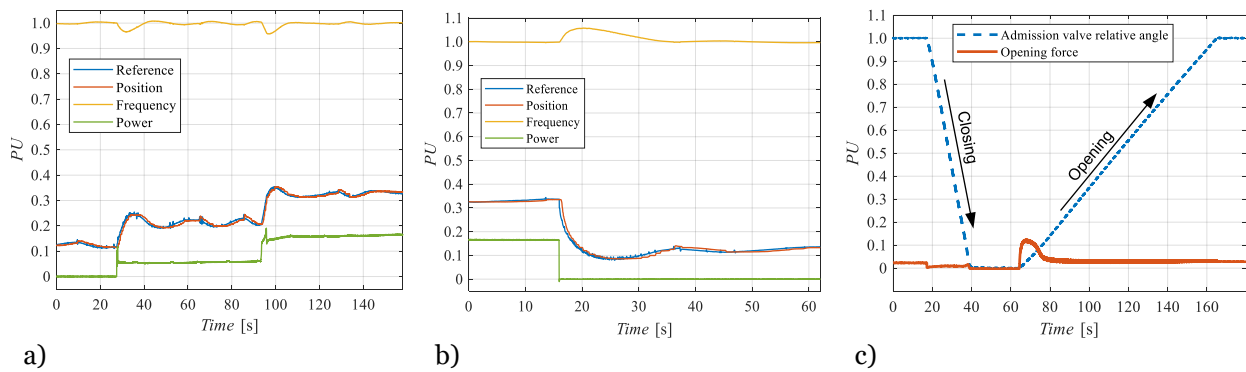 1.0
0.9
0.8
0.7
0.6
0.5
0.4
0.3
0.2
0.1
0
PU
Reference
Position
Frequency
Power
0 20 40 60 80 100 120 140
Time [s]
a)
1.1
1.0
0.9
0.8
0.7
0.6
0.5
0.4
0.3
0.2
0.1
0
PU
Reference
Position
Frequency
Power
0 10 20 30 40 50 60
Time [s]
b)
1.1
1.0
0.9
0.8
0.7
0.6
0.5
0.4
0.3
0.2
0.1
0
PU
Admission valve relative angle
Opening force
Closing
Opening
0 20 40 60 80 100 120 140 160
Time [s]
c)